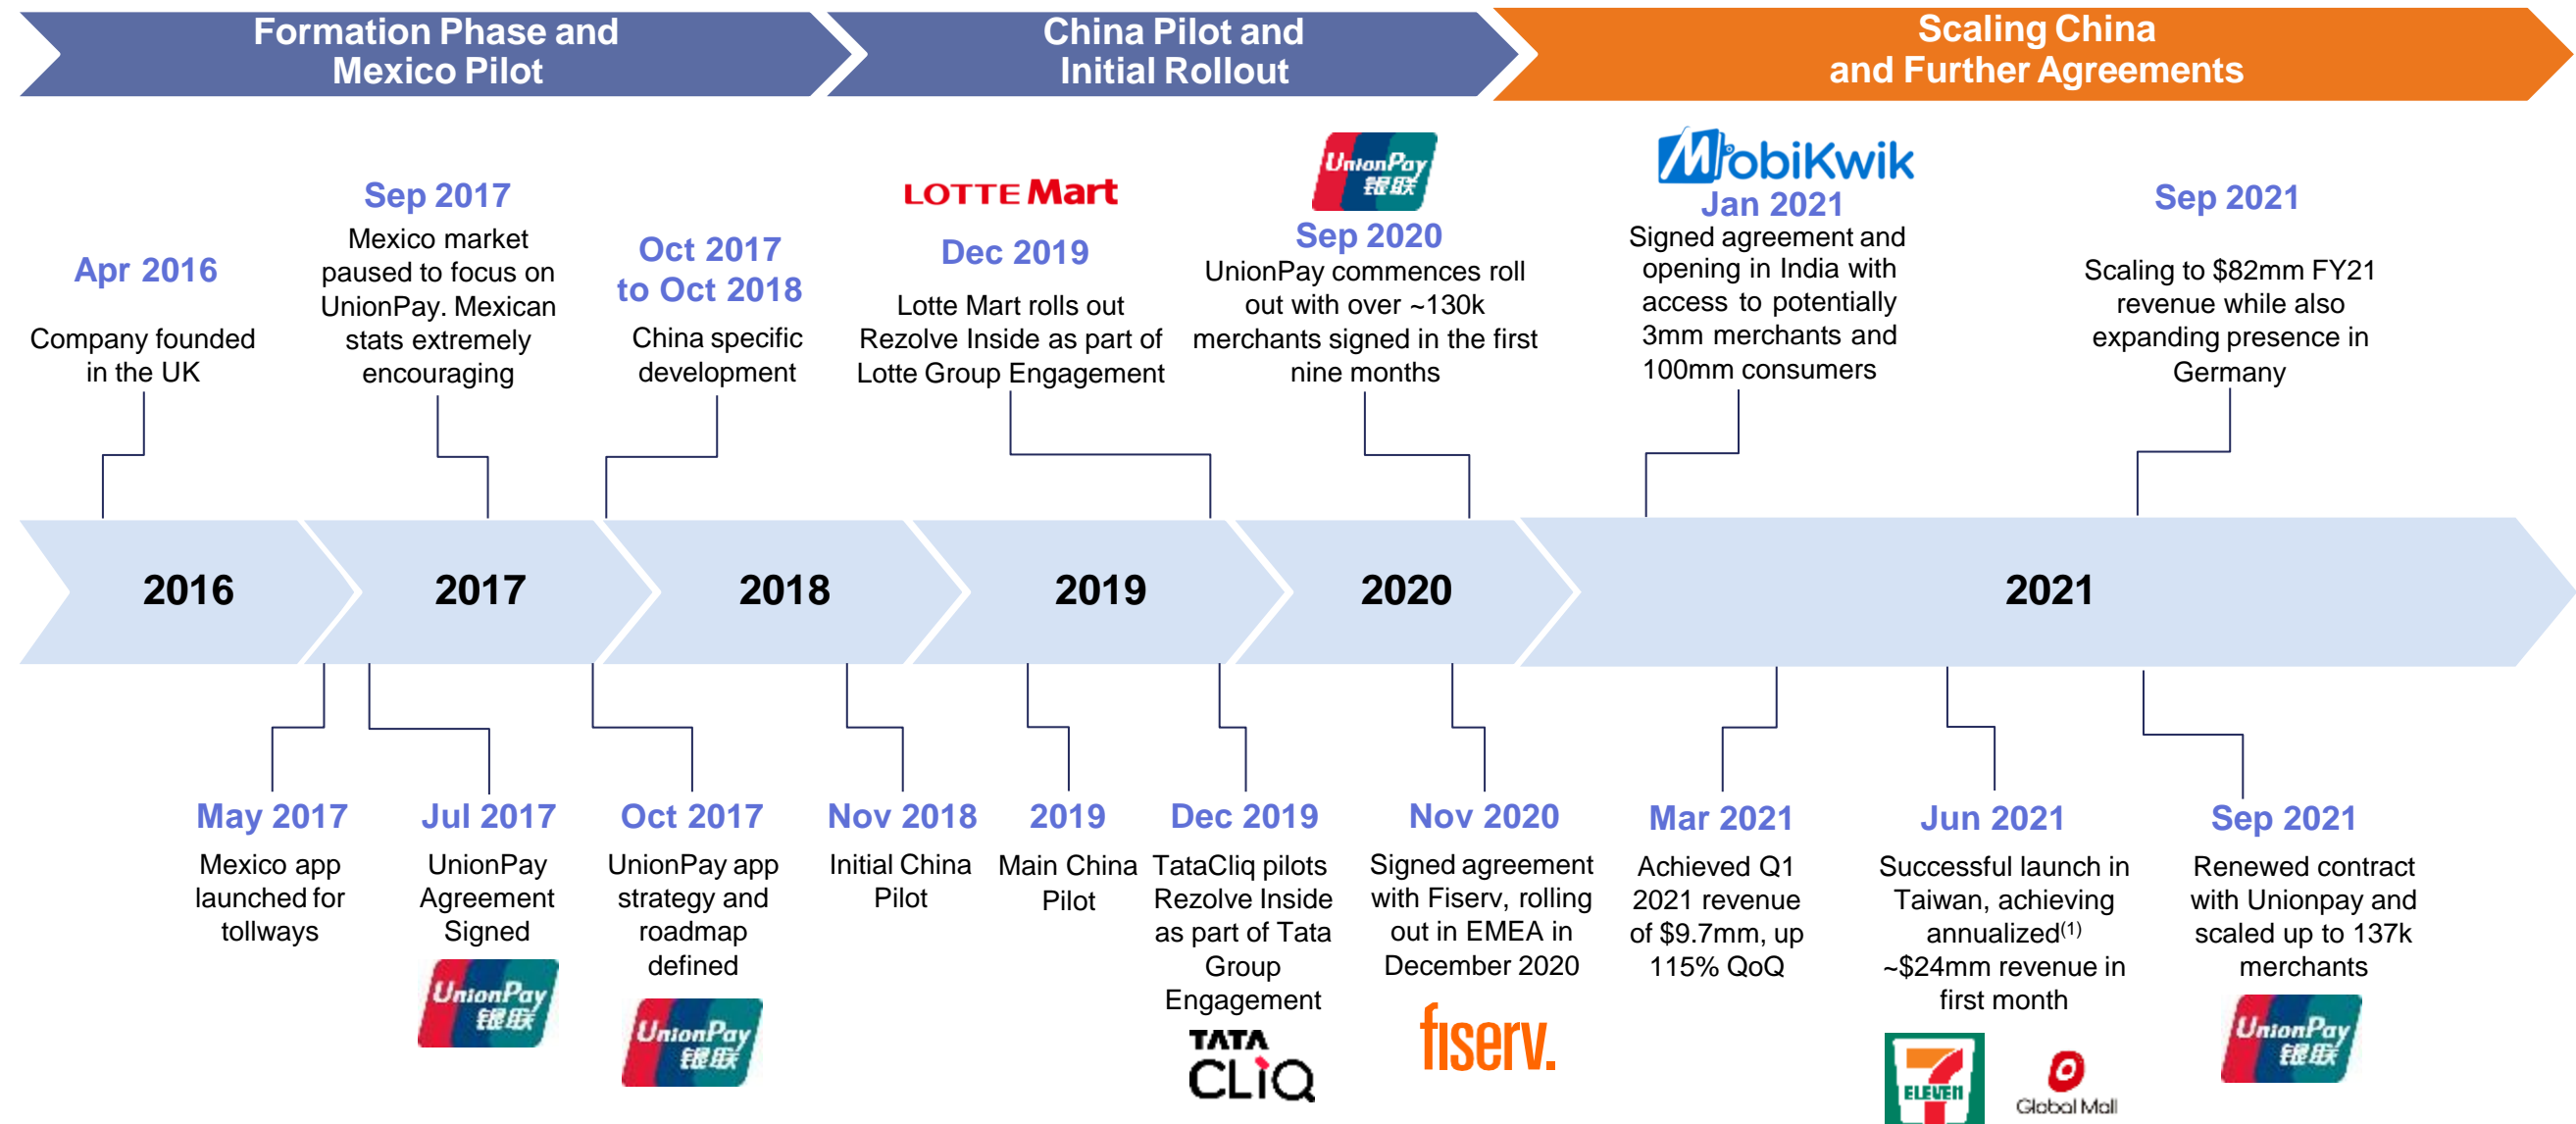 Formation Phase and
Mexico Pilot
China Pilot and
Initial Rollout
Scaling China
and Further Agreements
Apr 2016
Company founded
in the UK
Sep 2017
Mexico market
paused to focus on
UnionPay. Mexican
stats extremely
encouraging
Oct 2017
to Oct 2018
China specific
development
LOTTE Mart
Dec 2019
Lotte Mart rolls out
Rezolve Inside as part of
Lotte Group Engagement
UnionPay
银联
Sep 2020
UnionPay commences roll
out with over ~130k
merchants signed in the first
nine months
MobiKwik
Jan 2021
Signed agreement and
opening in India with
access to potentially
3mm merchants and
100mm consumers
Sep 2021
Scaling to $82mm FY21
revenue while also
expanding presence in
Germany
2016
2017
2018
2019
2020
2021
May 2017
Mexico app
launched for
tollways
Jul 2017
UnionPay
Agreement
Signed
UnionPay
银联
Oct 2017
UnionPay app
strategy and
roadmap
defined
UnionPay
银联
Nov 2018
Initial China
Pilot
2019
Main China
Pilot
Dec 2019
TataCliq pilots
Rezolve Inside
as part of Tata
Group
Engagement
TATA
CLiQ
Nov 2020
Signed agreement
with Fiserv, rolling
out in EMEA in
December 2020
fiserv.
Mar 2021
Achieved Q1
2021 revenue
of $9.7mm, up
115% QoQ
Jun 2021
Successful launch in
Taiwan, achieving
annualized(1)
~$24mm revenue in
first month
7
ELEVEN
Global Mall
Sep 2021
Renewed contract
with Unionpay and
scaled up to 137k
merchants
UnionPay
银联